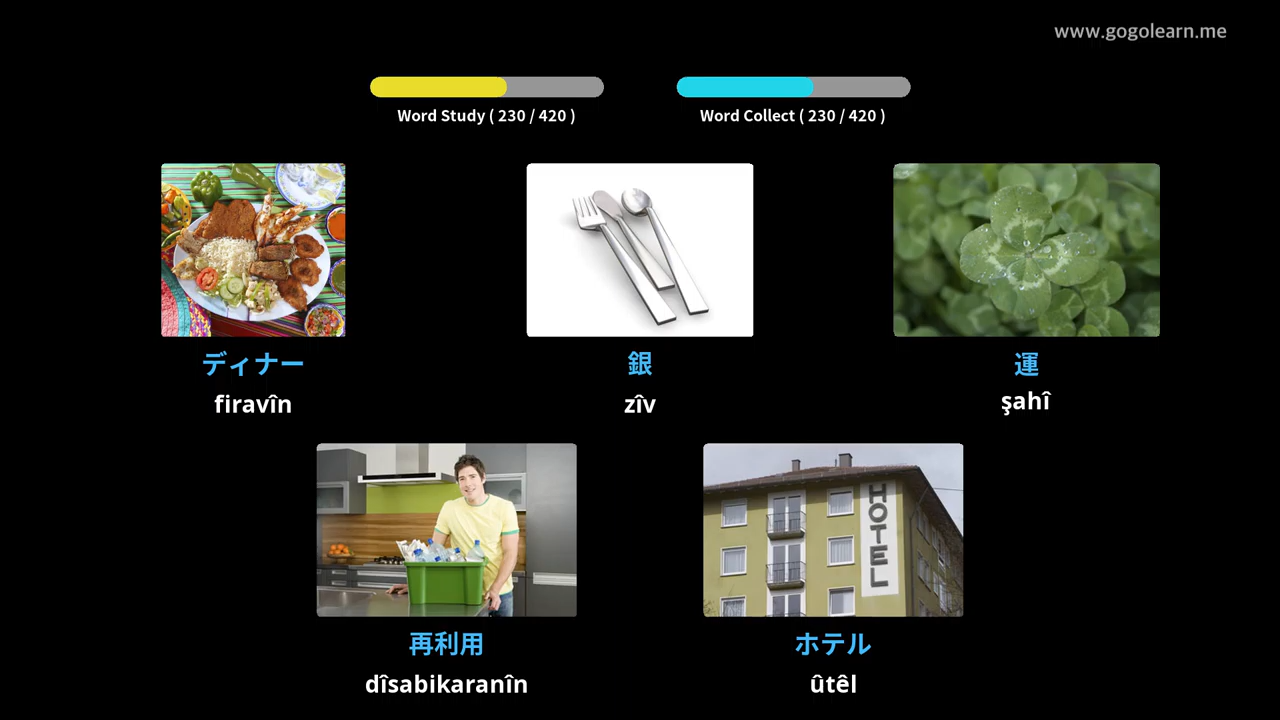 www.gogolearn.me
Word Study ( 230 / 420 )
Word Collect ( 230 / 420 )
ディナー
firavîn
銀
zîv
運
şahî
HOTEL
再利用
dîsabikaranîn
ホテル
ûtêl